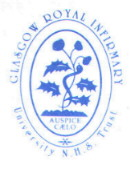 GLASGOW ROYAL INFIRMARY
AUSPICE
CÆLO
University N.H.S. Trust